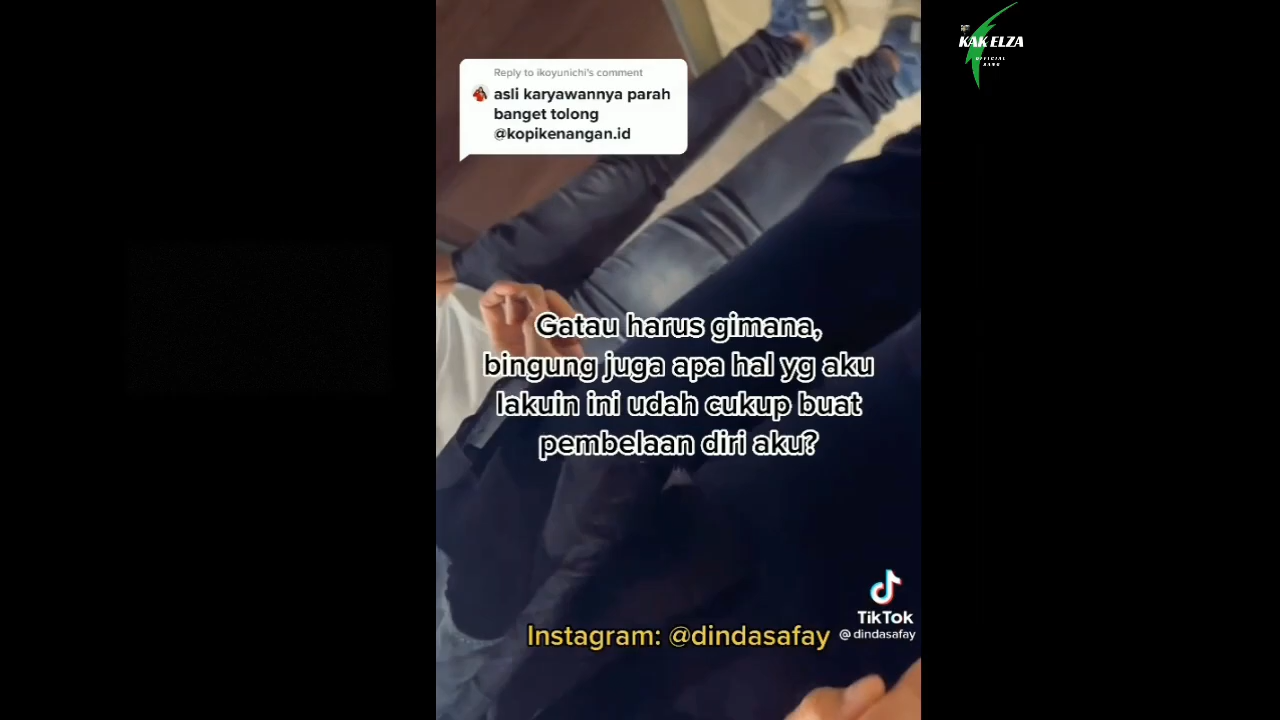 KAK ELZA
OFFICIAL
Reply to ikoyunichi's comment
asli karyawannya parah
banget tolong
@kopikenangan.id
Gatau harus gimana,
bingung juga apa hal yg aku
lakuin ini udah cukup buat
pembelaan diri aku?
TikTok
@dindasafay
Instagram: @dindasafay